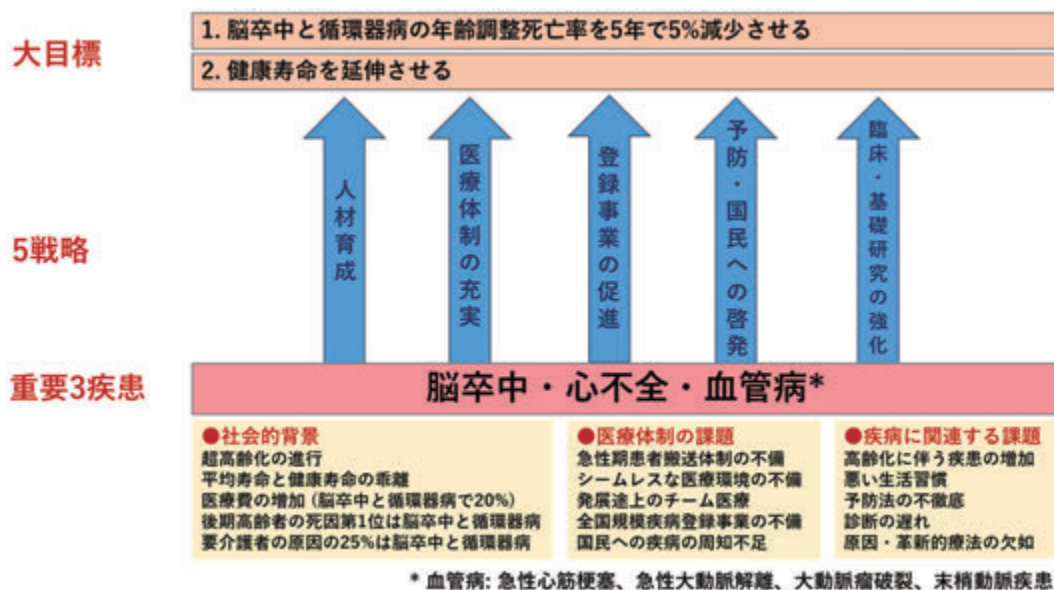 大目標
1. 脳卒中と循環器病の年齢調整死亡率を5年で5%減少させる
2. 健康寿命を延伸させる
5戦略
人材育成
医療体制の充実
登録事業の促進
予防・国民への啓発
臨床・基礎研究の強化
重要3疾患
脳卒中・心不全・血管病*
●社会的背景
超高齢化の進行
平均寿命と健康寿命の乖離
医療費の増加 (脳卒中と循環器病で20%)
後期高齢者の死因第1位は脳卒中と循環器病
要介護者の原因の25%は脳卒中と循環器病
●医療体制の課題
急性期患者搬送体制の不備
シームレスな医療環境の不備
発展途上のチーム医療
全国規模疾病登録事業の不備
国民への疾病の周知不足
●疾病に関連する課題
高齢化に伴う疾患の増加
悪い生活習慣
予防法の不徹底
診断の遅れ
原因・革新的療法の欠如
* 血管病: 急性心筋梗塞、急性大動脈解離、大動脈瘤破裂、末梢動脈疾患